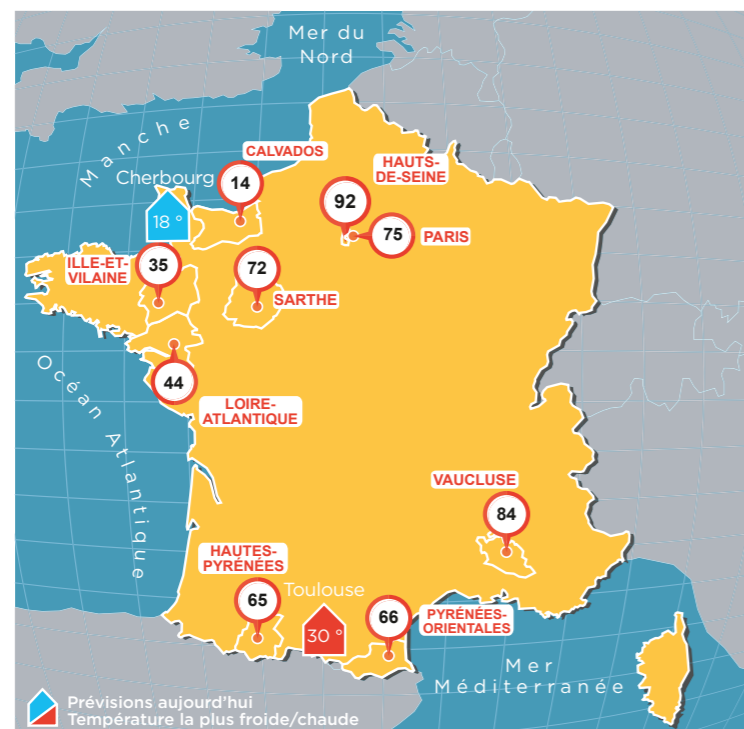 Mer du
Nord
Manche
CALVADOS
14
HAUTS-
DE-SEINE
92
Cherbourg
18 °
75
PARIS
ILLE-ET-
VILAINE
35
72
SARTHE
44
LOIRE-
ATLANTIQUE
Océan Atlantique
VAUCLUSE
84
HAUTES-
PYRÉNÉES
65
Toulouse
30 °
66
PYRÉNÉES-
ORIENTALES
Mer
Méditerranée
Prévisions aujourd'hui
Température la plus froide/chaude